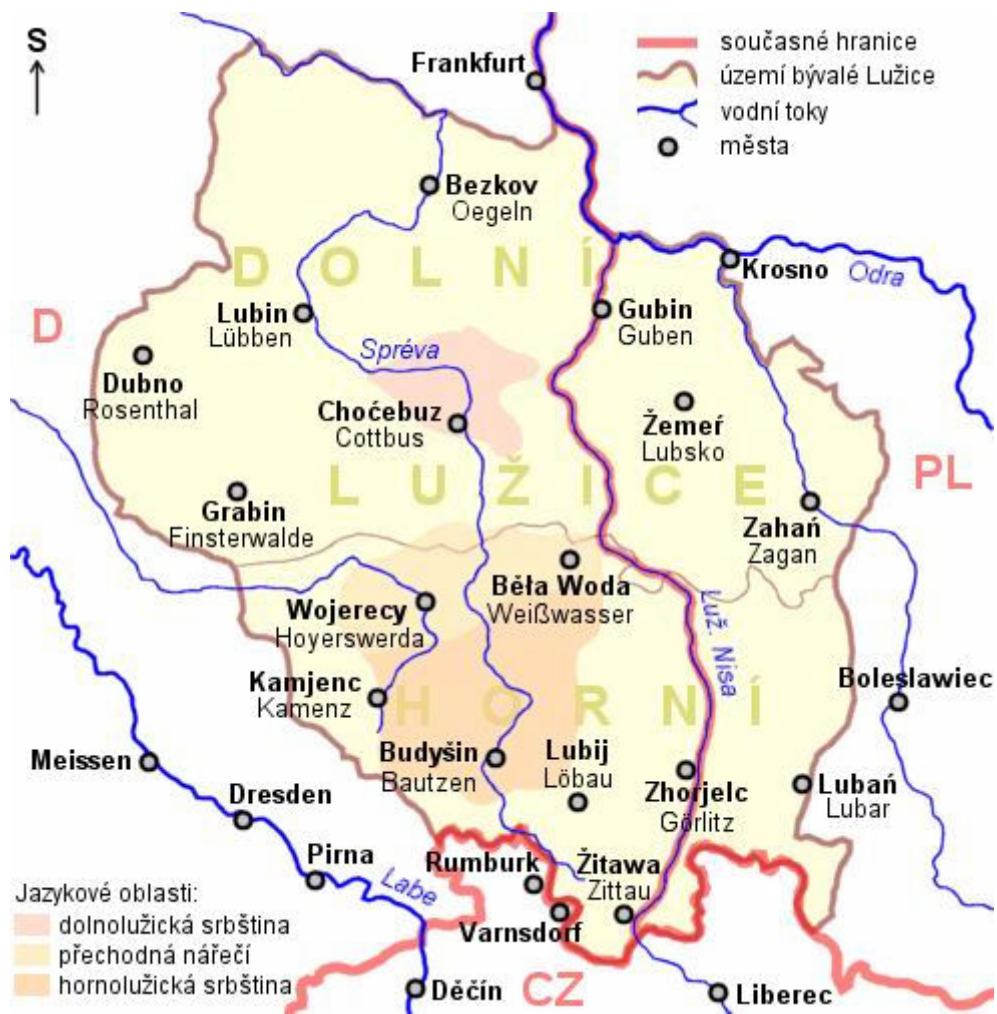 S
Frankfurt
současné hranice
území bývalé Lužice
vodní toky
města
Bezkov
Oegeln
D O L N Í
Krosno
Odra
Lubin
Lübben
Gubin
Guben
D
Spréva
Dubno
Rosenthal
Choćebuz
Cottbus
Žemeŕ
Lubsko
L U Ž I C E
PL
Grabin
Finsterwalde
Zahań
Zagan
Běła Woda
Weißwasser
Wojerecy
Hoyerswerda
Luž. Nisa
Kamjenc
Kamenz
H O R N Í
Boleslawiec
Meissen
Budyšin
Bautzen
Lubij
Löbau
Zhorjelc
Görlitz
Lubań
Lubar
Dresden
Pirna
Labe
Rumburk
Žitawa
Zittau
Varnsdorf
Jazykové oblasti:
dolnolužická srbština
přechodná nářečí
hornolužická srbština
Děčín
CZ
Liberec